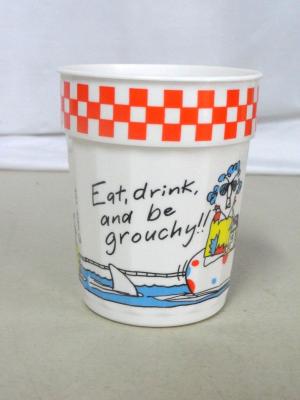 Eat, drink,
and be
grouchy!!